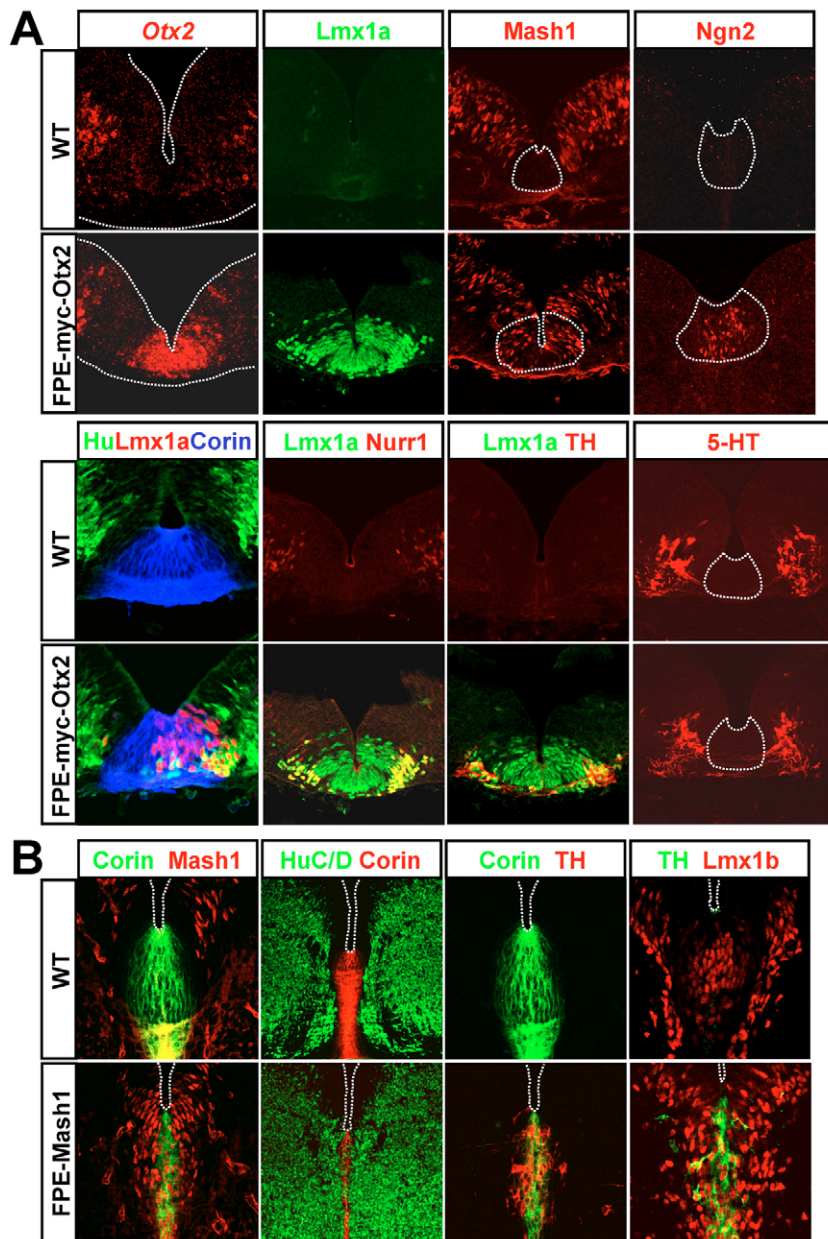 A
Otx2 Lmx1a Mash1 Ngn2
WT
FPE-myc-Otx2
HuLmx1aCorin Lmx1a Nurr1 Lmx1a TH 5-HT
WT
FPE-myc-Otx2
B
Corin Mash1 HuC/D Corin Corin TH TH Lmx1b
WT
FPE-Mash1